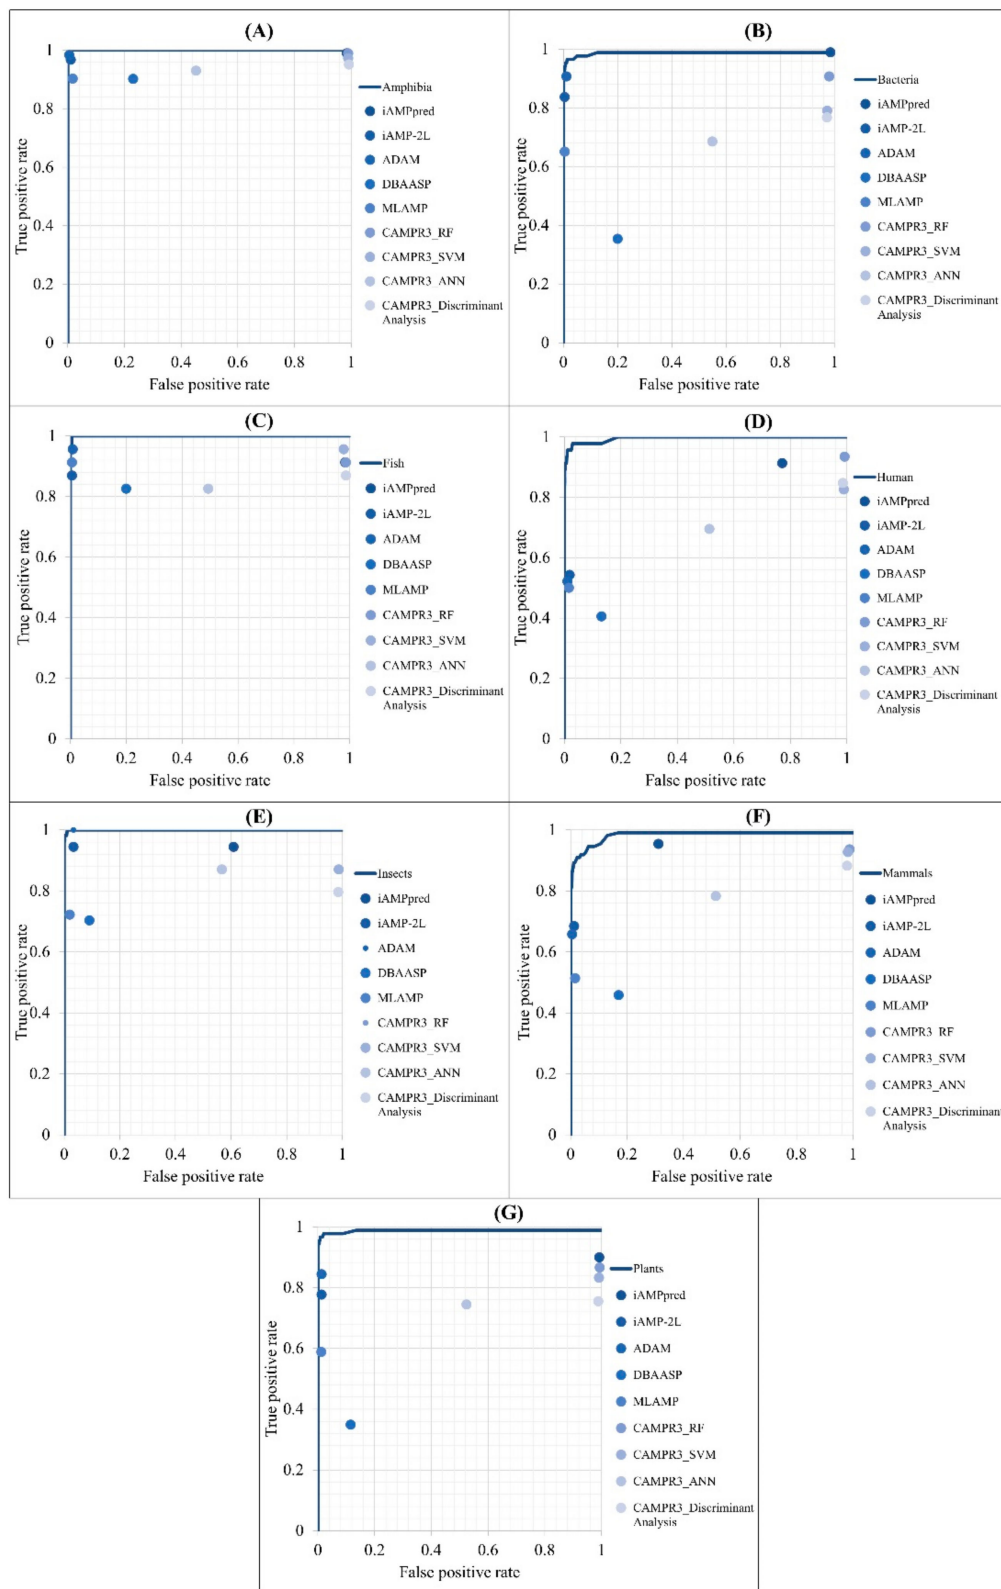 (A)
1
0.8
0.6
0.4
0.2
0
0
0.2
0.4
0.6
0.8
1
True positive rate
False positive rate
Amphibia
iAMPpred
iAMP-2L
ADAM
DBAASP
MLAMP
CAMPR3_RF
CAMPR3_SVM
CAMPR3_ANN
CAMPR3_Discriminant
Analysis
(B)
1
0.8
0.6
0.4
0.2
0
0
0.2
0.4
0.6
0.8
1
True positive rate
False positive rate
Bacteria
iAMPpred
iAMP-2L
ADAM
DBAASP
MLAMP
CAMPR3_RF
CAMPR3_SVM
CAMPR3_ANN
CAMPR3_Discriminant
Analysis
(C)
1
0.8
0.6
0.4
0.2
0
0
0.2
0.4
0.6
0.8
1
True positive rate
False positive rate
Fish
iAMPpred
iAMP-2L
ADAM
DBAASP
MLAMP
CAMPR3_RF
CAMPR3_SVM
CAMPR3_ANN
CAMPR3_Discriminant
Analysis
(D)
1
0.8
0.6
0.4
0.2
0
0
0.2
0.4
0.6
0.8
1
True positive rate
False positive rate
Human
iAMPpred
iAMP-2L
ADAM
DBAASP
MLAMP
CAMPR3_RF
CAMPR3_SVM
CAMPR3_ANN
CAMPR3_Discriminant
Analysis
(E)
1
0.8
0.6
0.4
0.2
0
0
0.2
0.4
0.6
0.8
1
True positive rate
False positive rate
Insects
iAMPpred
iAMP-2L
ADAM
DBAASP
MLAMP
CAMPR3_RF
CAMPR3_SVM
CAMPR3_ANN
CAMPR3_Discriminant
Analysis
(F)
1
0.8
0.6
0.4
0.2
0
0
0.2
0.4
0.6
0.8
1
True positive rate
False positive rate
Mammals
iAMPpred
iAMP-2L
ADAM
DBAASP
MLAMP
CAMPR3_RF
CAMPR3_SVM
CAMPR3_ANN
CAMPR3_Discriminant
Analysis
(G)
1
0.8
0.6
0.4
0.2
0
0
0.2
0.4
0.6
0.8
1
True positive rate
False positive rate
Plants
iAMPpred
iAMP-2L
ADAM
DBAASP
MLAMP
CAMPR3_RF
CAMPR3_SVM
CAMPR3_ANN
CAMPR3_Discriminant
Analysis